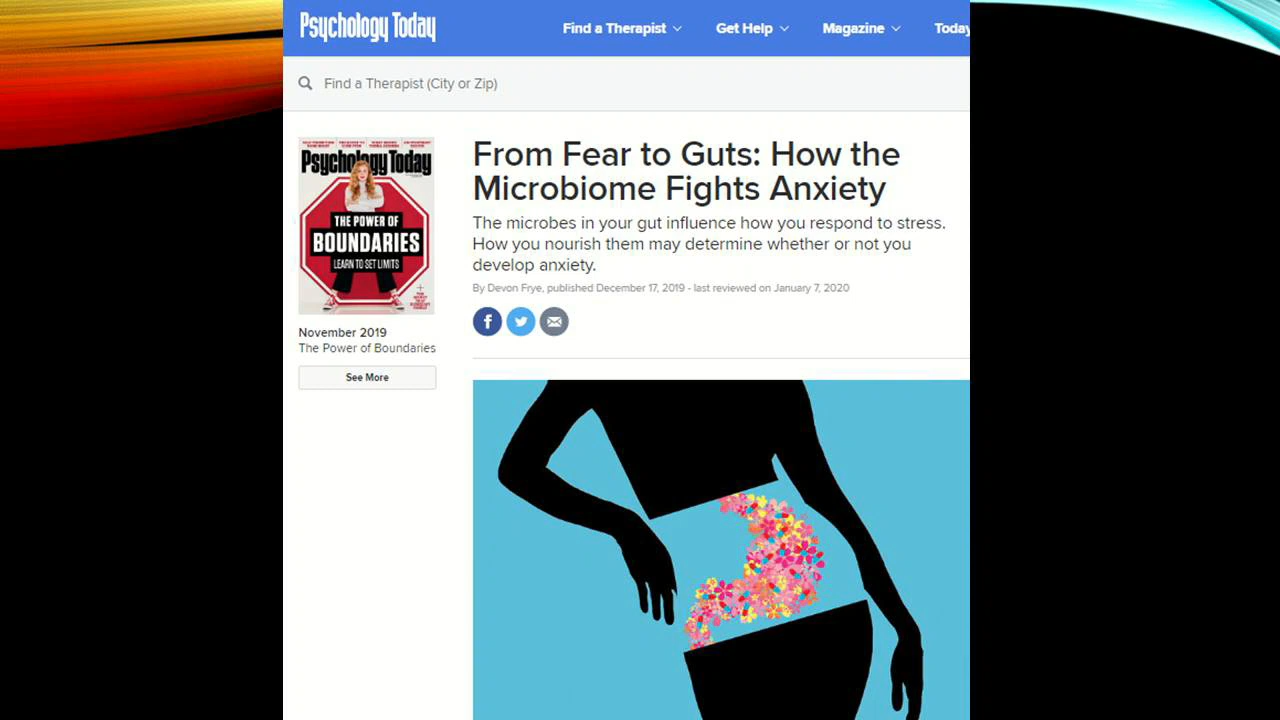 Psychology Today
Find a Therapist Get Help Magazine Today
Find a Therapist (City or Zip)
Psychology Today
THE POWER OF
BOUNDARIES
LEARN TO SET LIMITS
November 2019
The Power of Boundaries
See More
From Fear to Guts: How the
Microbiome Fights Anxiety
The microbes in your gut influence how you respond to stress.
How you nourish them may determine whether or not you
develop anxiety.
By Devon Frye, published December 17, 2019 - last reviewed on January 7, 2020